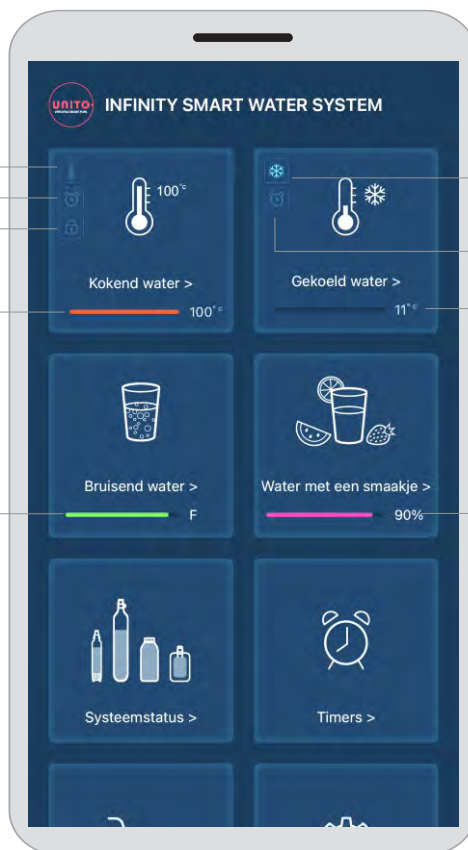 UNITO
INFINITY SMART WATER SYSTEM
100°c
Kokend water >
100°c
Gekoeld water >
11°c
Bruisend water >
F
Water met een smaakje >
90%
Systeemstatus >
Timers >